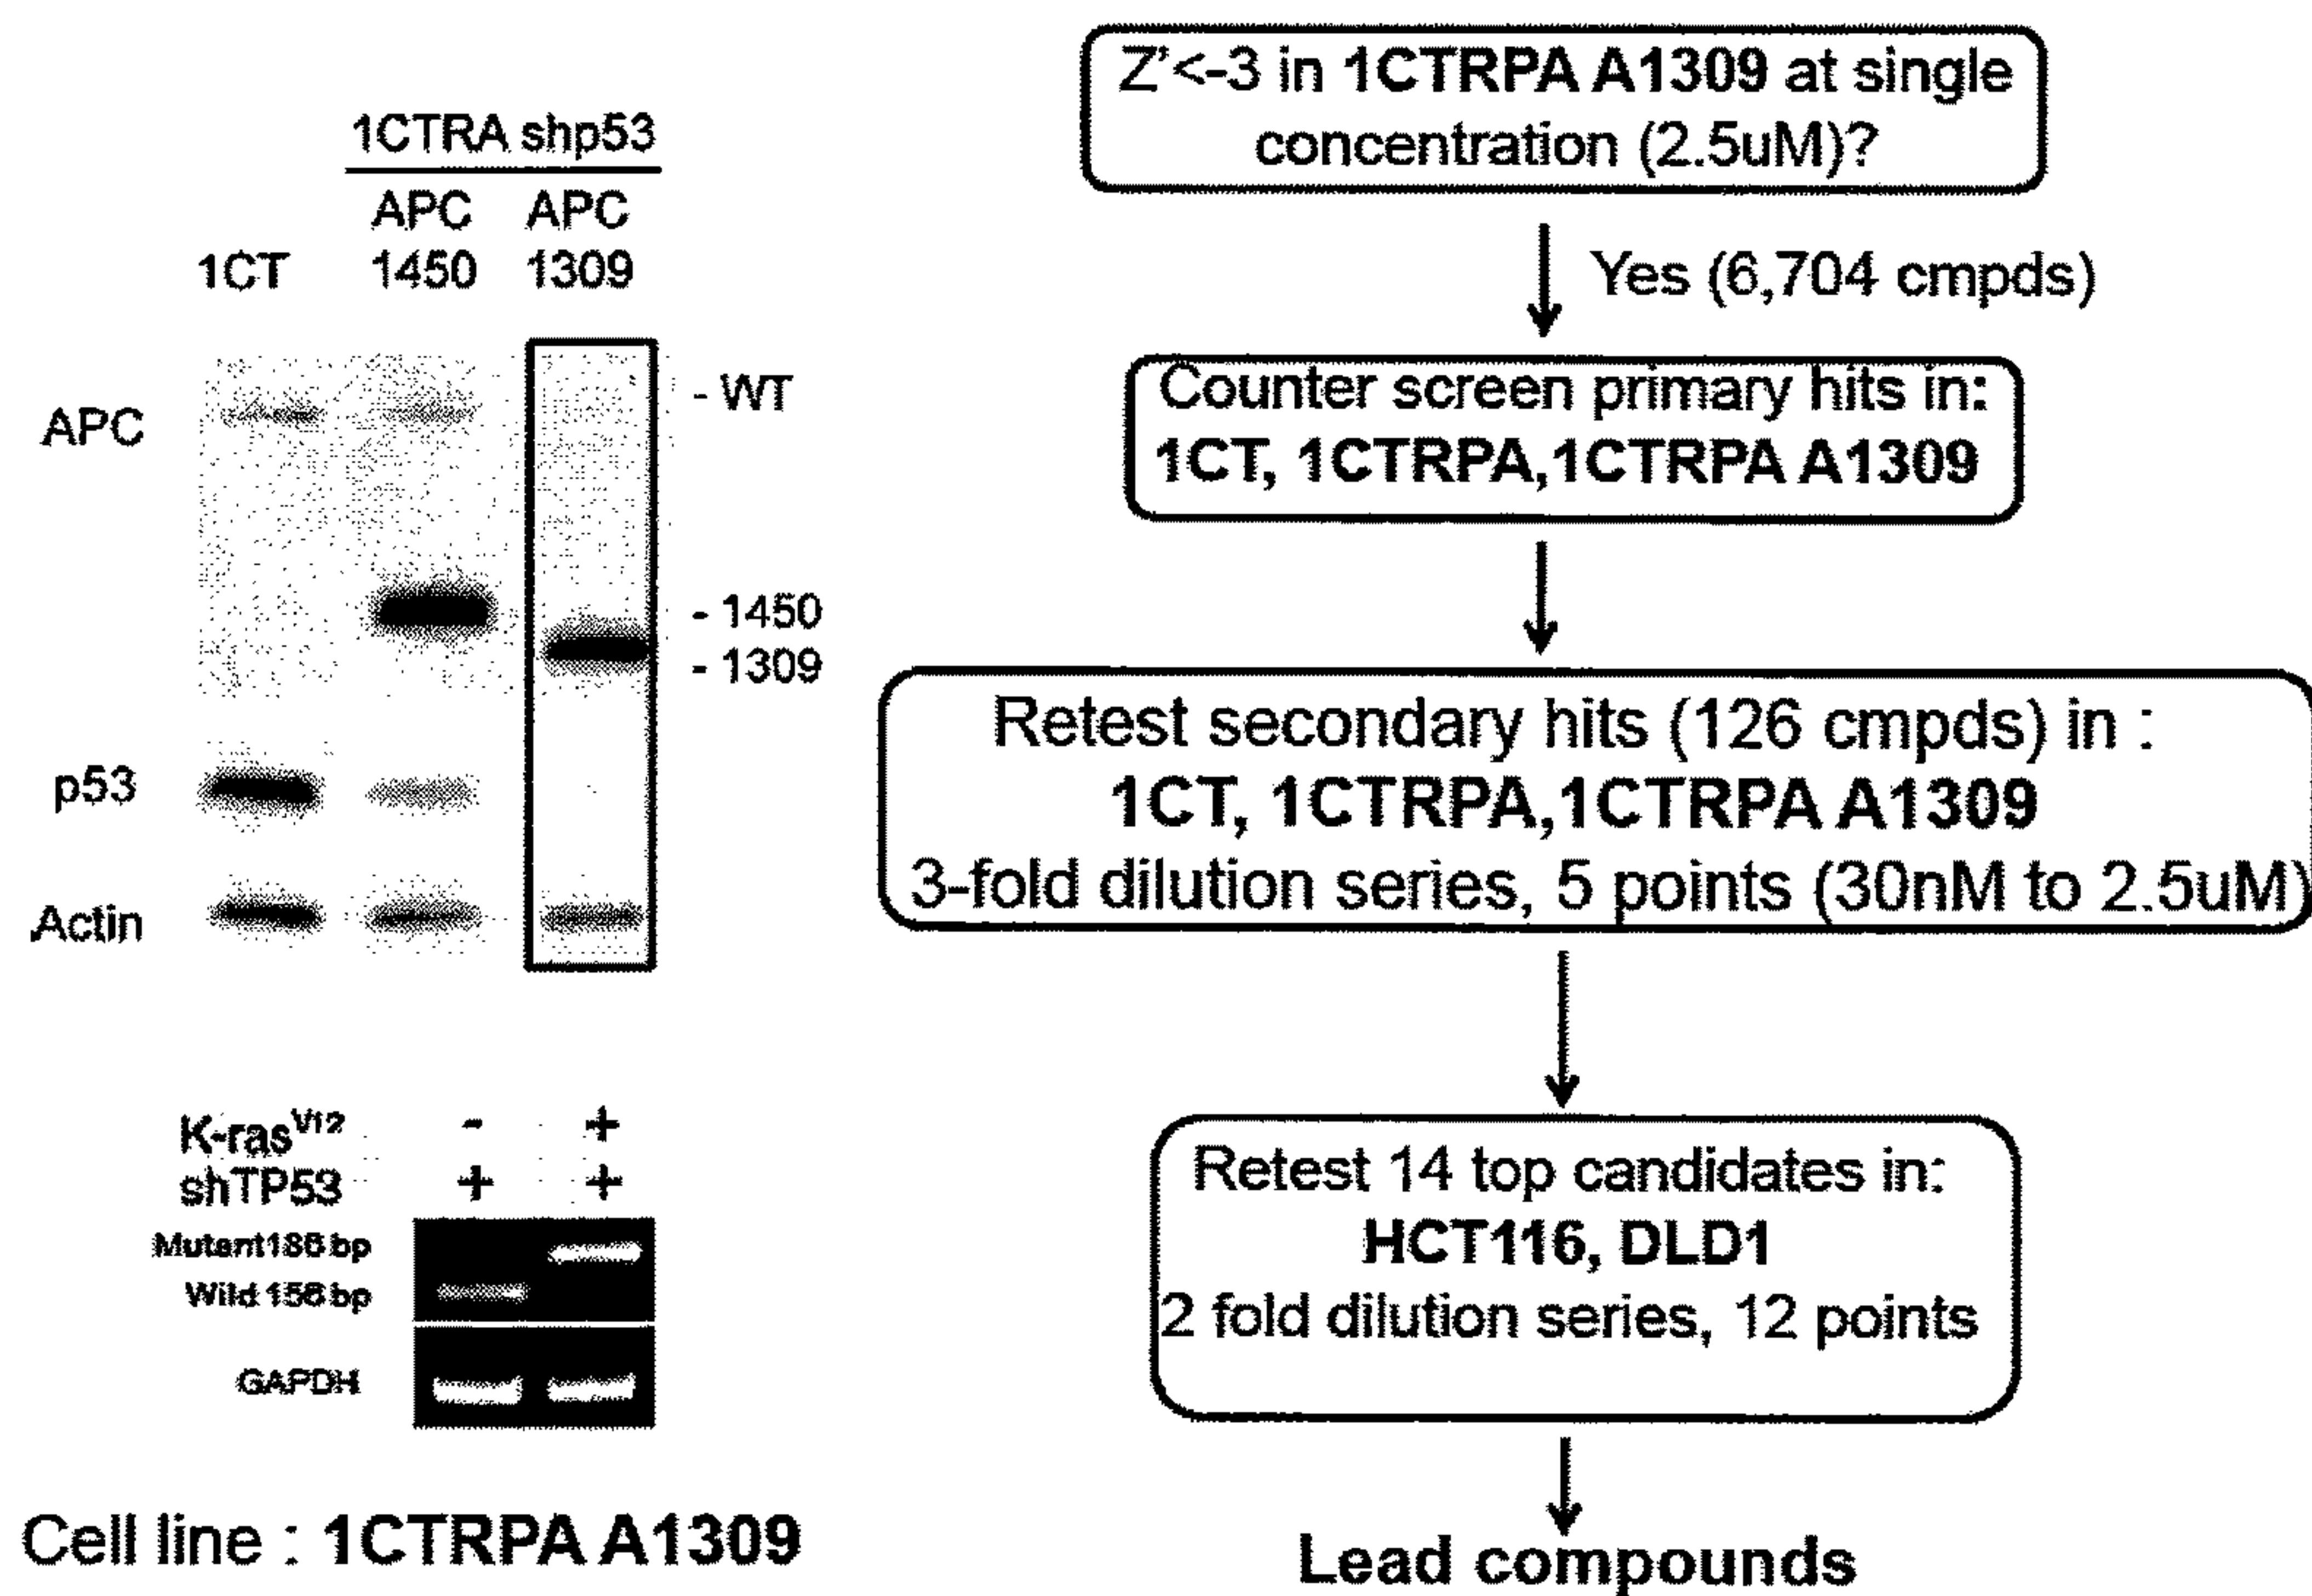 1CTRA shp53
APC APC
1CT 1450 1309
APC
- WT
- 1450
- 1309
p53
Actin
K-rasV12 - +
shTP53 + +
Mutant 186 bp
Wild 156 bp
GAPDH
Cell line : 1CTRPA A1309
Z'<-3 in 1CTRPA A1309 at single
concentration (2.5uM)?
Yes (6,704 cmpds)
Counter screen primary hits in:
1CT, 1CTRPA,1CTRPA A1309
Retest secondary hits (126 cmpds) in :
1CT, 1CTRPA,1CTRPA A1309
3-fold dilution series, 5 points (30nM to 2.5uM)
Retest 14 top candidates in:
HCT116, DLD1
2 fold dilution series, 12 points
Lead compounds